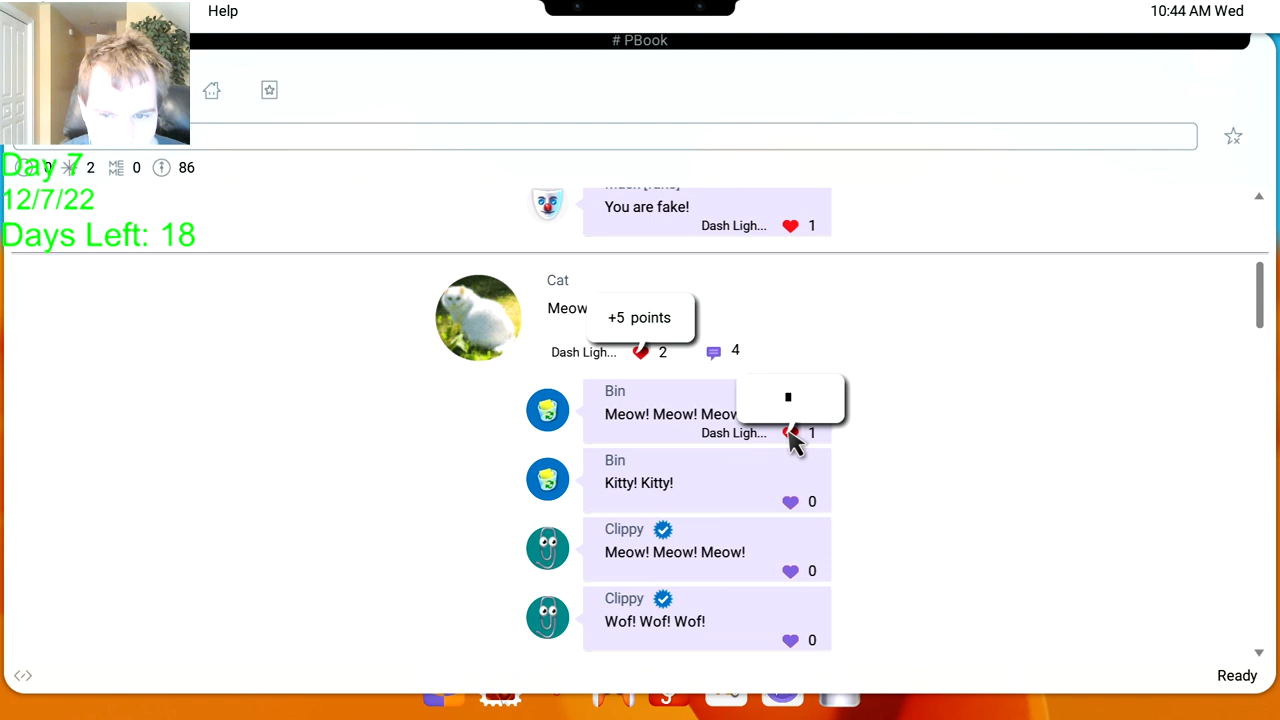 Help
10:44 AM Wed
# PBook
Day 7
2
ME
ME
0
86
12/7/22
Days Left: 18
You are fake!
Dash Ligh...
1
Cat
Meow
+5 points
Dash Ligh...
2
4
Bin
Meow! Meow! Meow
Dash Ligh...
1
Bin
Kitty! Kitty!
0
Clippy
Meow! Meow! Meow!
0
Clippy
Wof! Wof! Wof!
0
Ready